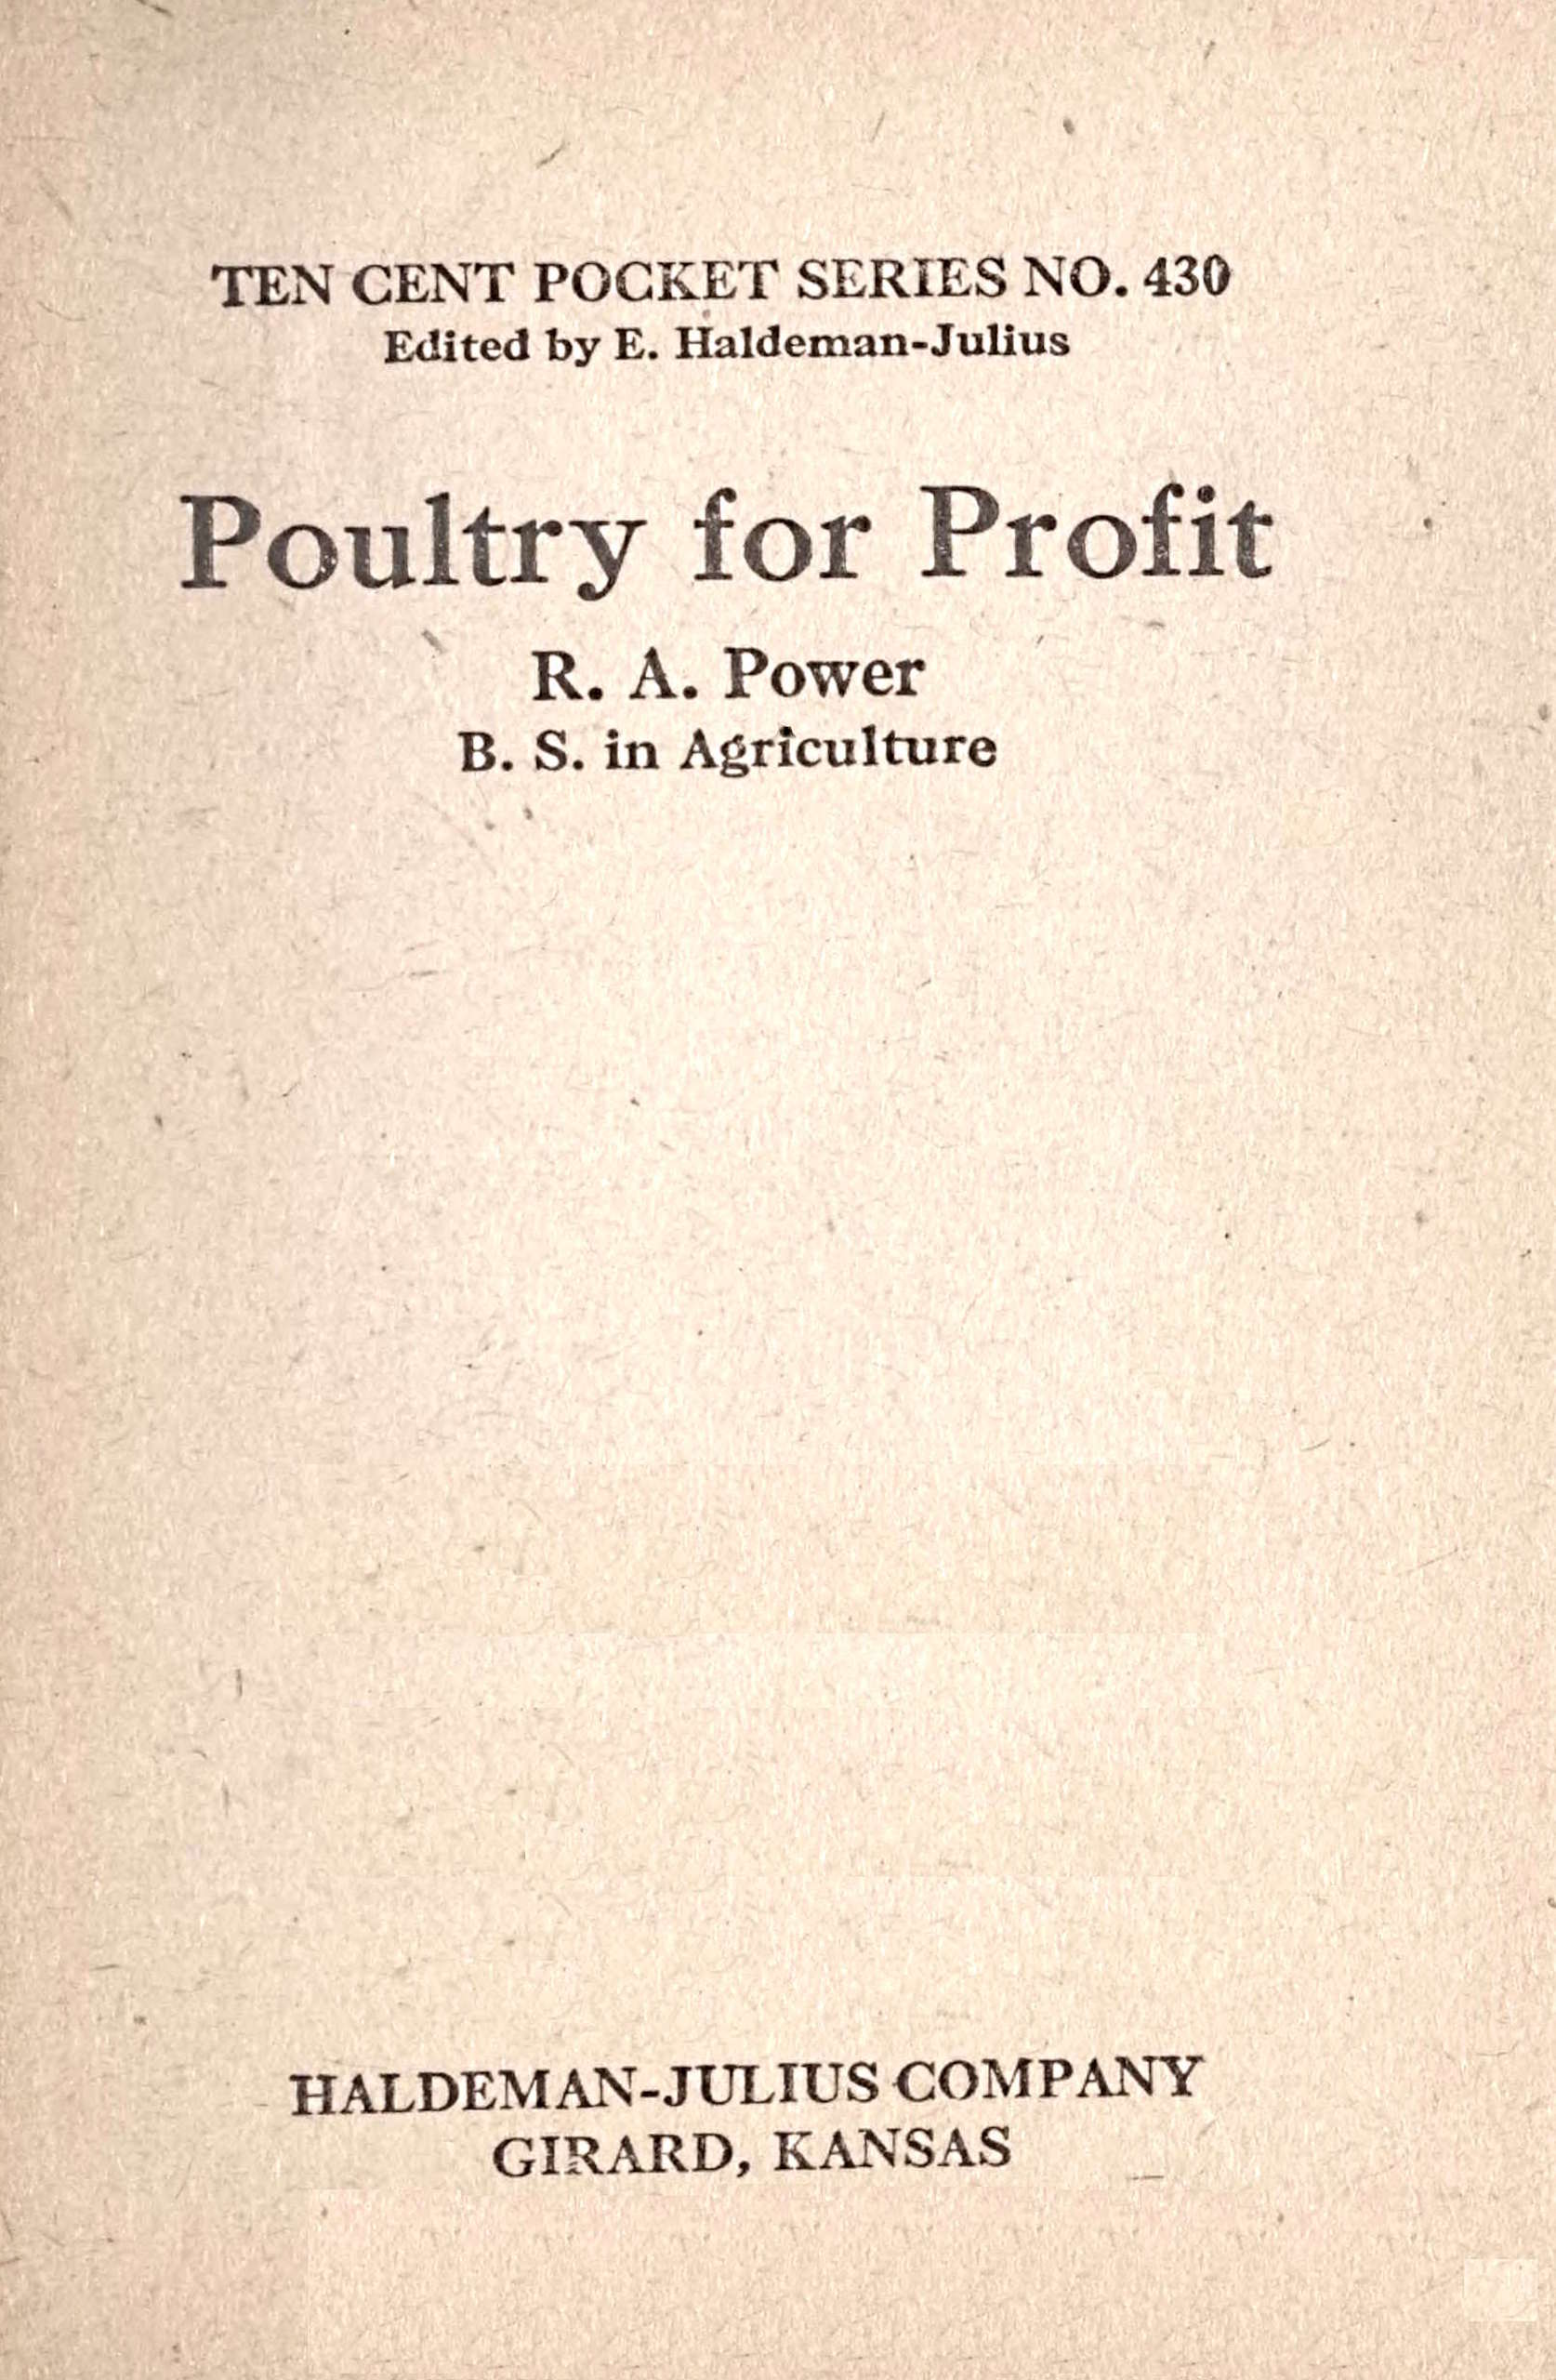 TEN CENT POCKET SERIES NO. 430
Edited by E. Haldeman-Julius
Poultry for Profit
R. A. Power
B. S. in Agriculture
HALDEMAN-JULIUS COMPANY
GIRARD, KANSAS